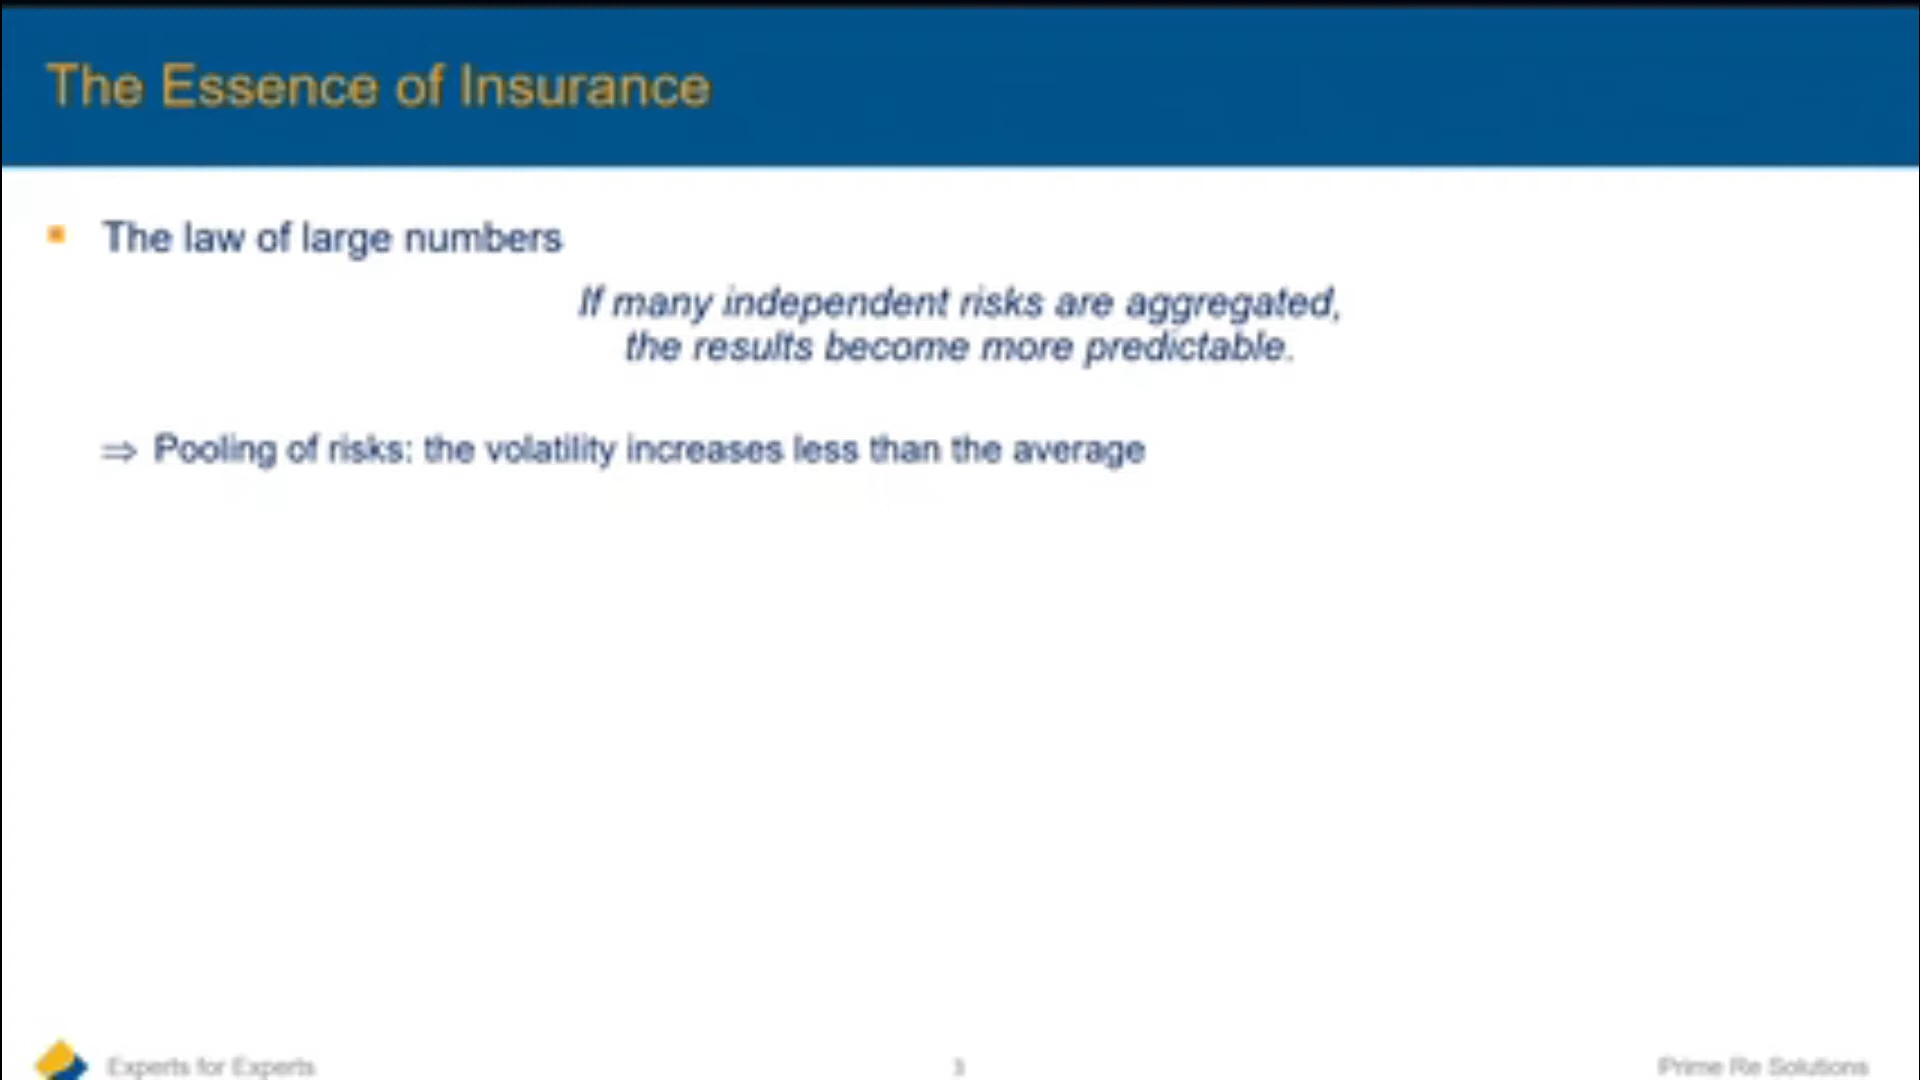 The Essence of Insurance
▪ The law of large numbers
If many independent risks are aggregated,
the results become more predictable.
⇒ Pooling of risks: the volatility increases less than the average
Experts for Experts
3
Prime Re Solutions